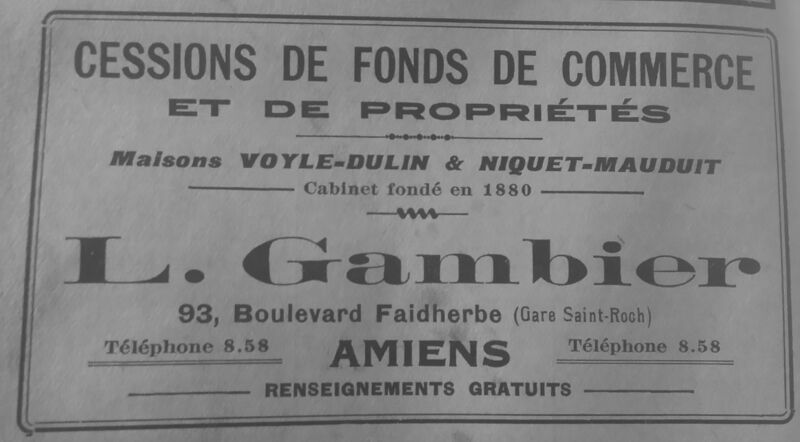 CESSIONS DE FONDS DE COMMERCE
ET DE PROPRIÉTÉS
Maisons VOYLE-DULIN & NIQUET-MAUDUIT
Cabinet fondé en 1880
L. Gambier
93, Boulevard Faidherbe (Gare Saint-Roch)
Téléphone 8.58 AMIENS Téléphone 8.58
RENSEIGNEMENTS GRATUITS